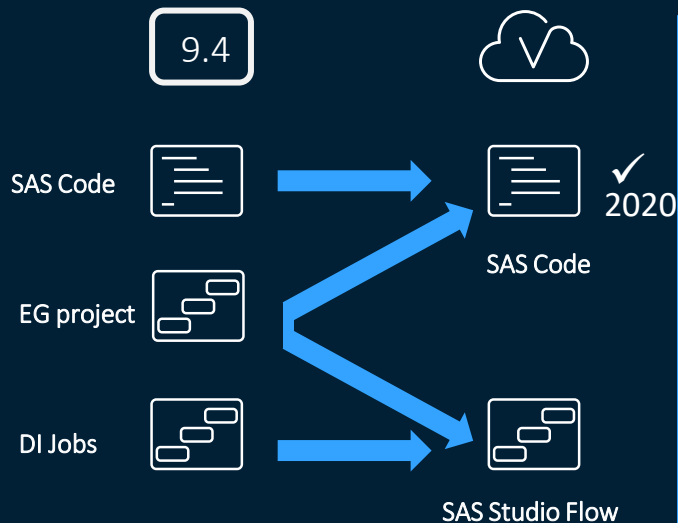 9.4
SAS Code
✓
2020
SAS Code
EG project
DI Jobs
SAS Studio Flow